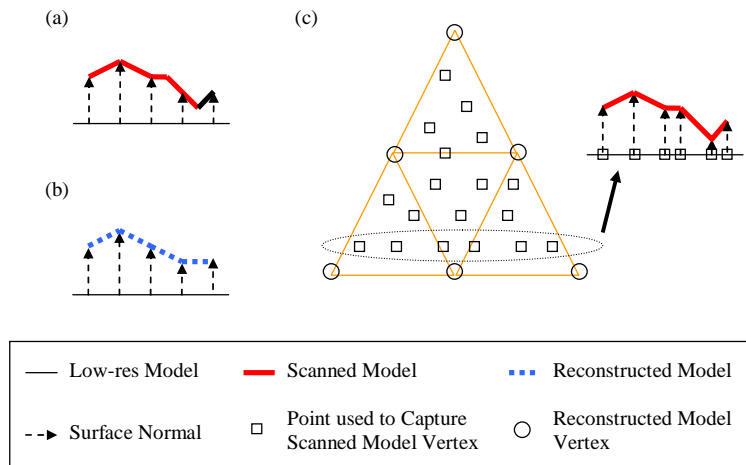 (a)
(c)
(b)
Low-res Model
Scanned Model
Reconstructed Model
Surface Normal
Point used to Capture
Scanned Model Vertex
Reconstructed Model
Vertex